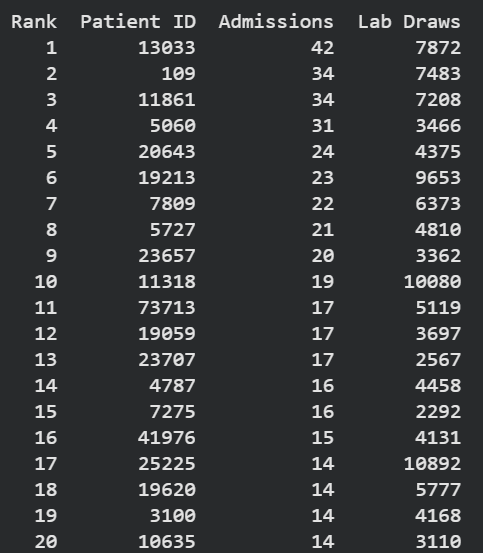 Rank Patient ID Admissions Lab Draws
1 13033 42 7872
2 109 34 7483
3 11861 34 7208
4 5060 31 3466
5 20643 24 4375
6 19213 23 9653
7 7809 22 6373
8 5727 21 4810
9 23657 20 3362
10 11318 19 10080
11 73713 17 5119
12 19059 17 3697
13 23707 17 2567
14 4787 16 4458
15 7275 16 2292
16 41976 15 4131
17 25225 14 10892
18 19620 14 5777
19 3100 14 4168
20 10635 14 3110